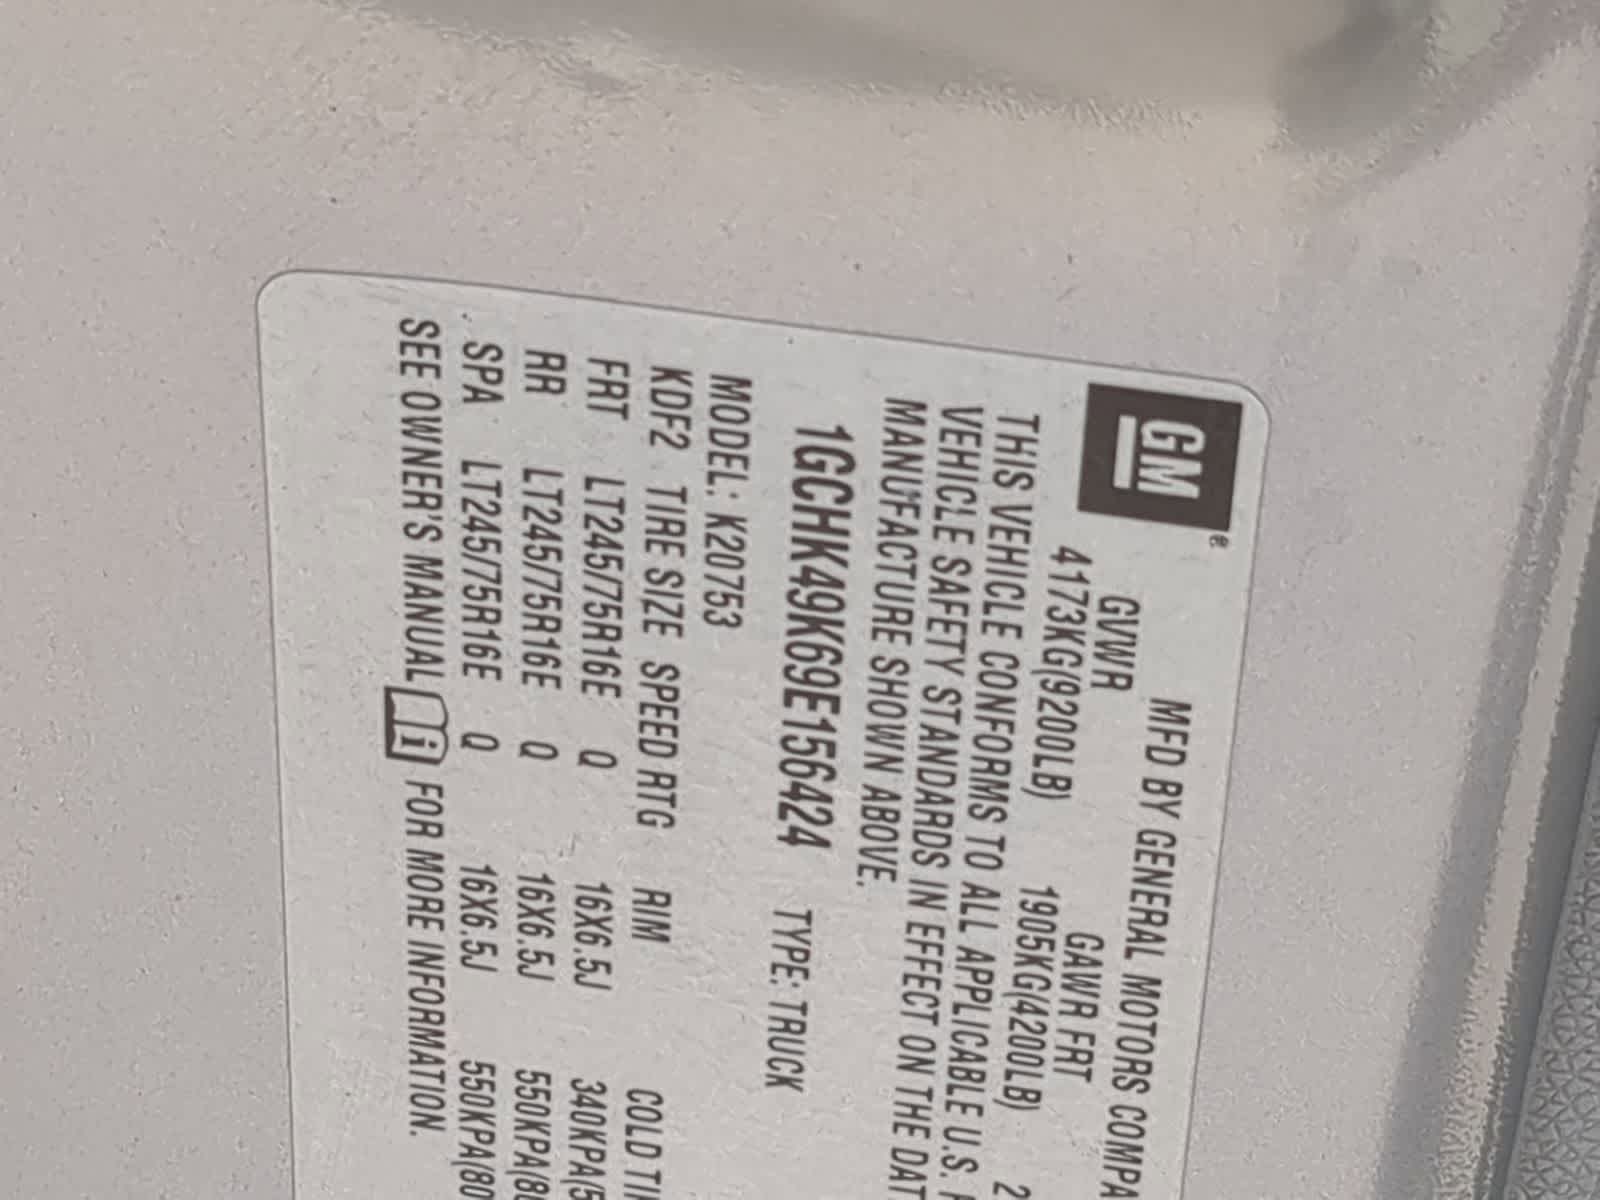 GM
MFD BY GENERAL MOTORS COMPA
GVWR GAWR FRT
4173KG(9200LB) 1905KG(4200LB) 2
THIS VEHICLE CONFORMS TO ALL APPLICABLE U.S. F
VEHICLE SAFETY STANDARDS IN EFFECT ON THE DAT
MANUFACTURE SHOWN ABOVE.
1GCHK49K69E156424 TYPE: TRUCK
MODEL: K20753
KDF2 TIRE SIZE SPEED RTG RIM COLD TI
FRT LT245/75R16E Q 16X6.5J 340KPA(5
RR LT245/75R16E Q 16X6.5J 550KPA(80
SPA LT245/75R16E Q 16X6.5J 550KPA(80
SEE OWNER'S MANUAL i FOR MORE INFORMATION.